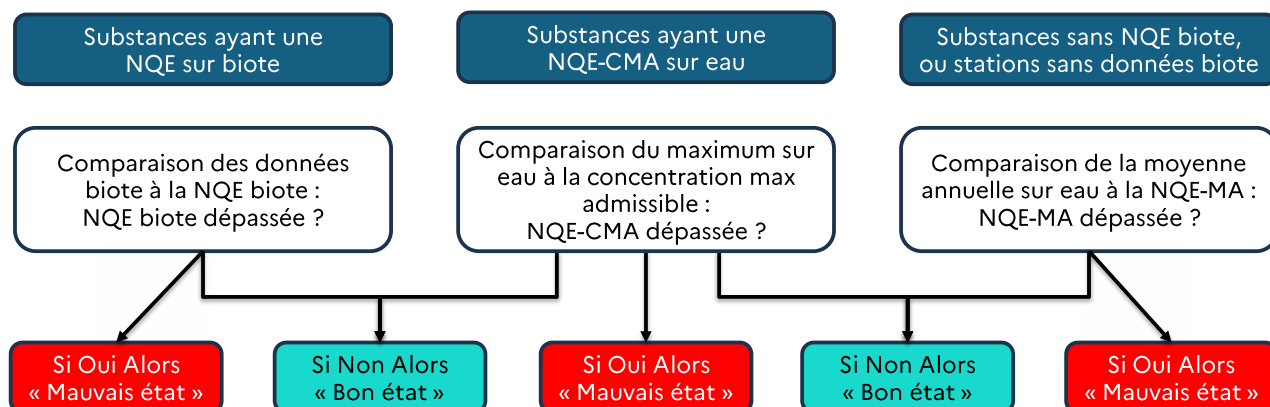 Substances ayant une
NQE sur biote
Substances ayant une
NQE-CMA sur eau
Substances sans NQE biote,
ou stations sans données biote
Comparaison des données
biote à la NQE biote :
NQE biote dépassée ?
Comparaison du maximum sur
eau à la concentration max
admissible :
NQE-CMA dépassée ?
Comparaison de la moyenne
annuelle sur eau à la NQE-MA :
NQE-MA dépassée ?
Si Oui Alors
« Mauvais état »
Si Non Alors
« Bon état »
Si Oui Alors
« Mauvais état »
Si Non Alors
« Bon état »
Si Oui Alors
« Mauvais état »